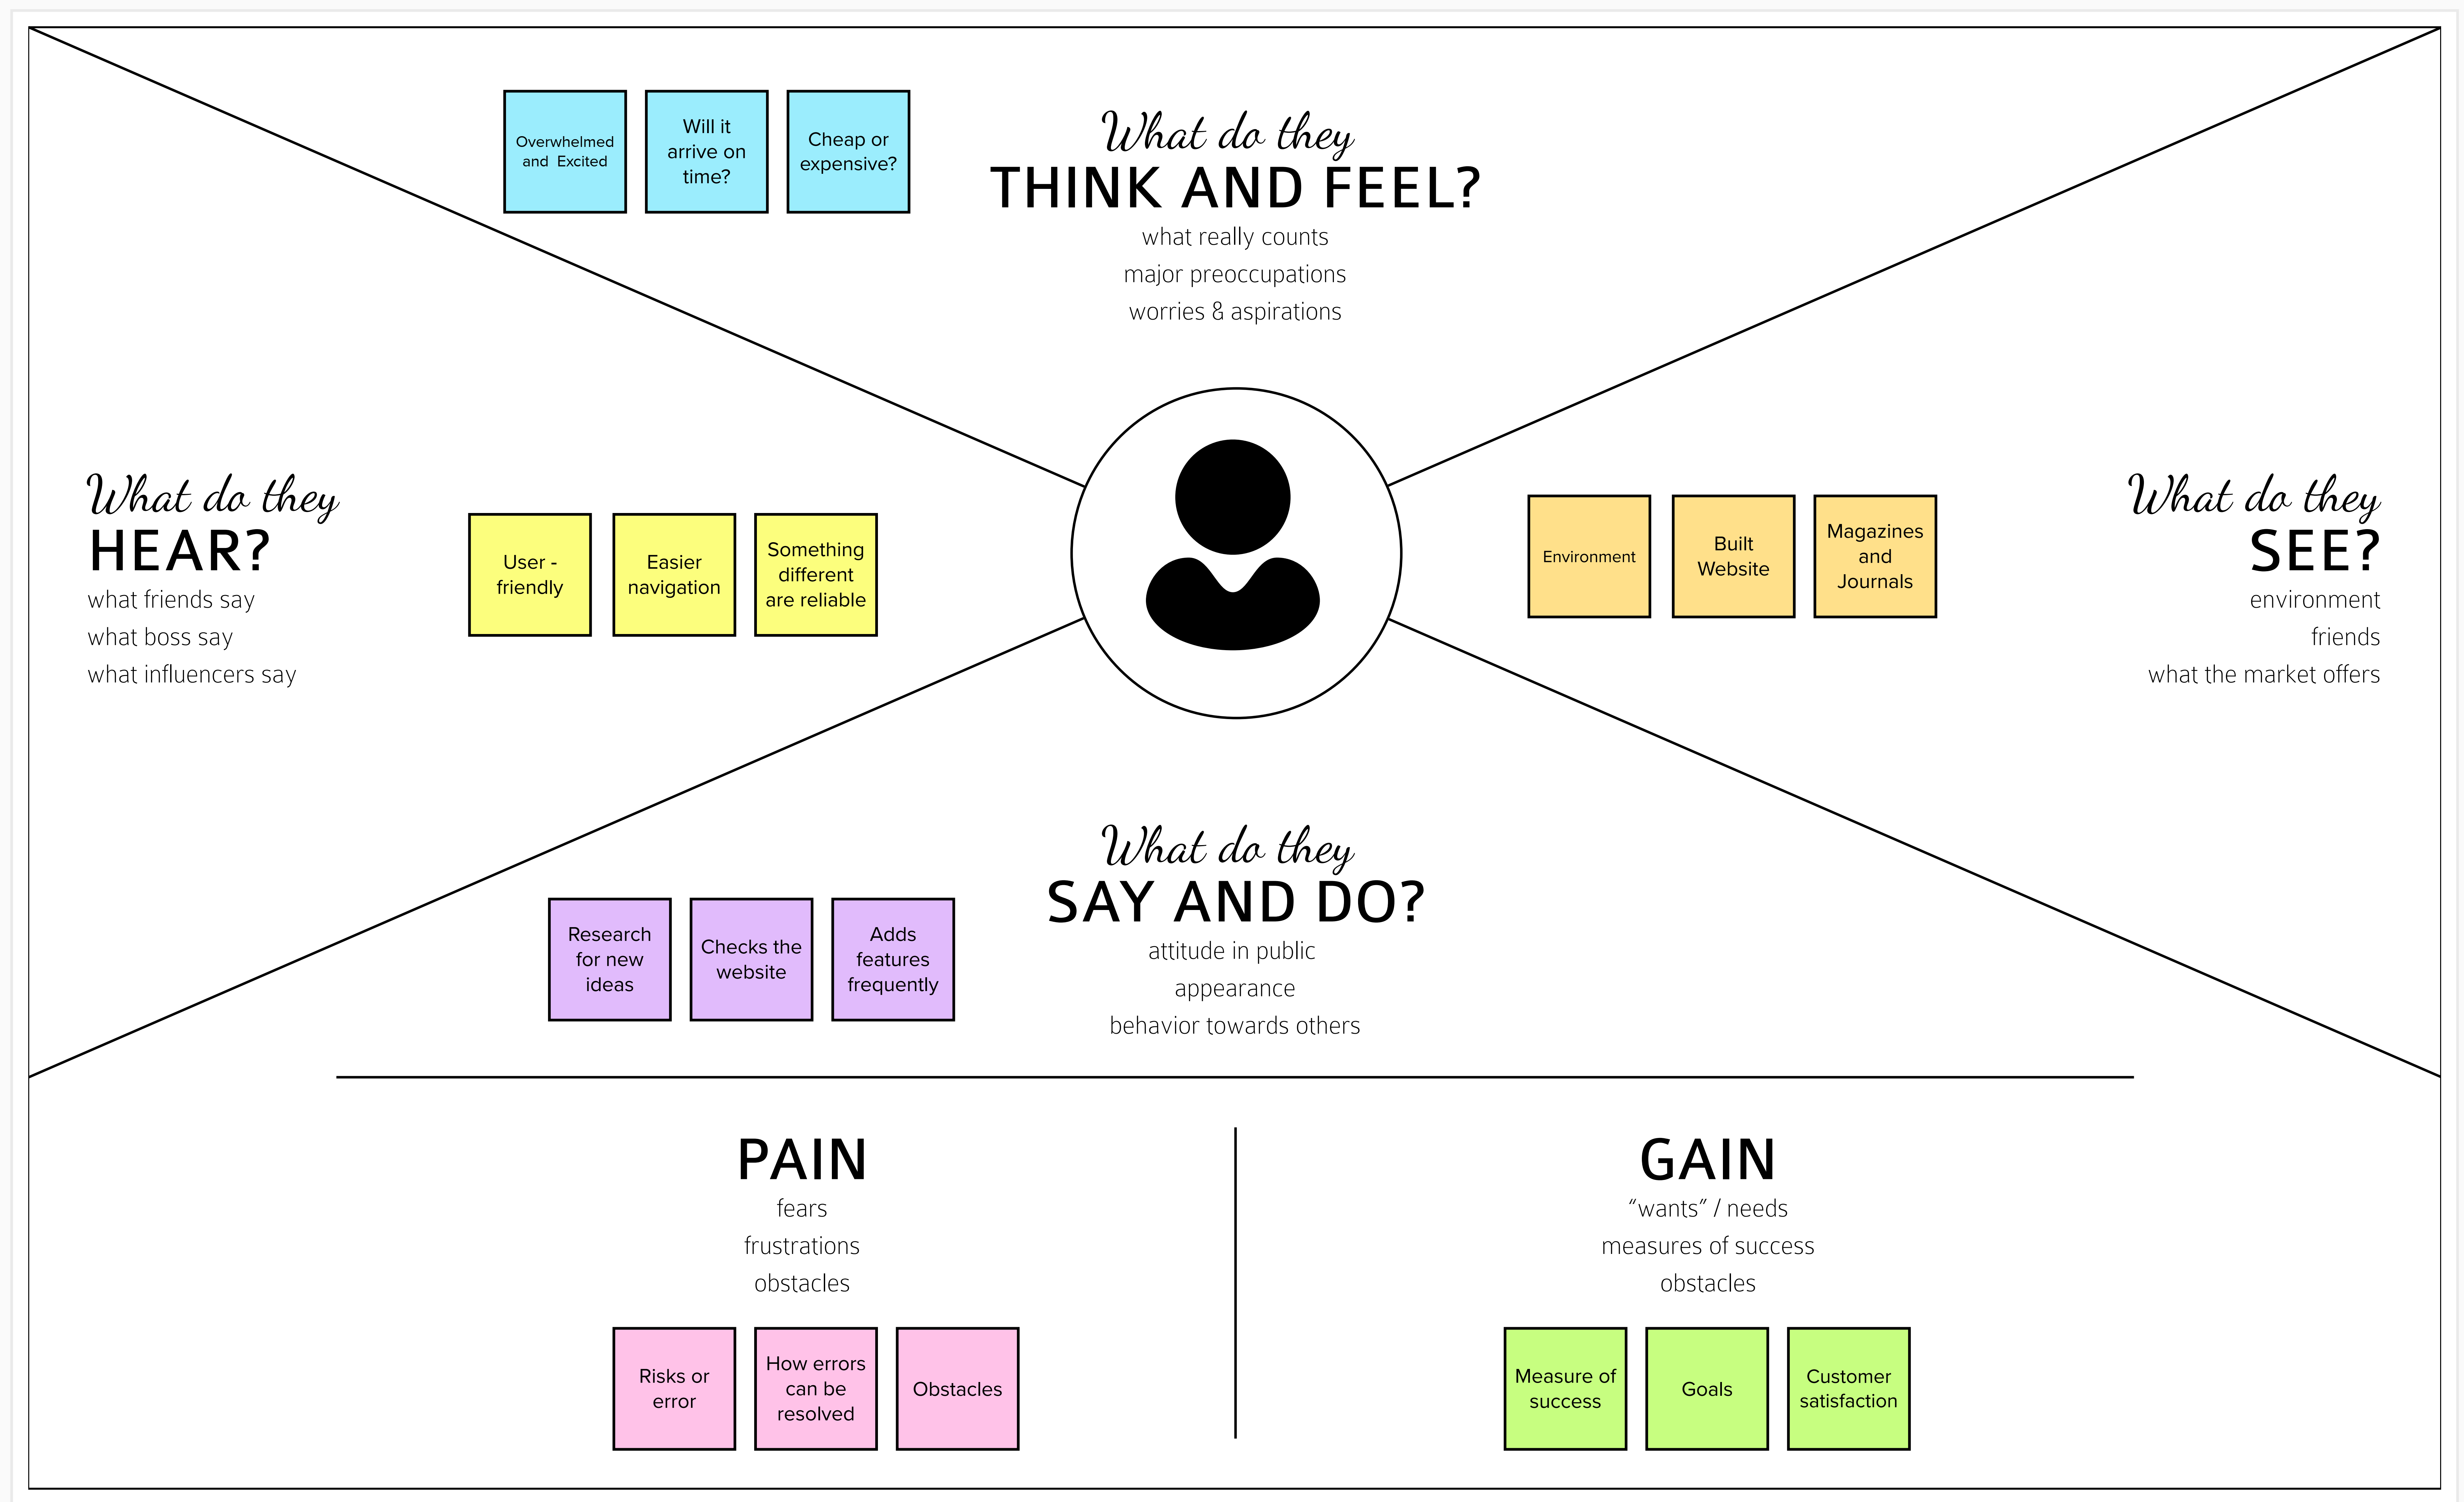 Overwhelmed
and  Excited
Will it
arrive on
time?
Cheap or
expensive?
What do they
THINK AND FEEL?
what really counts
major preoccupations
worries & aspirations
What do they
HEAR?
what friends say
what boss say
what influencers say
User -
friendly
Easier
navigation
Something
different
are reliable
Environment
Built
Website
Magazines
and
Journals
What do they
SEE?
environment
friends
what the market offers
Research
for new
ideas
Checks the
website
Adds
features
frequently
What do they
SAY AND DO?
attitude in public
appearance
behavior towards others
PAIN
fears
frustrations
obstacles
Risks or
error
How errors
can be
resolved
Obstacles
GAIN
“wants” / needs
measures of success
obstacles
Measure of
success
Goals
Customer
satisfaction